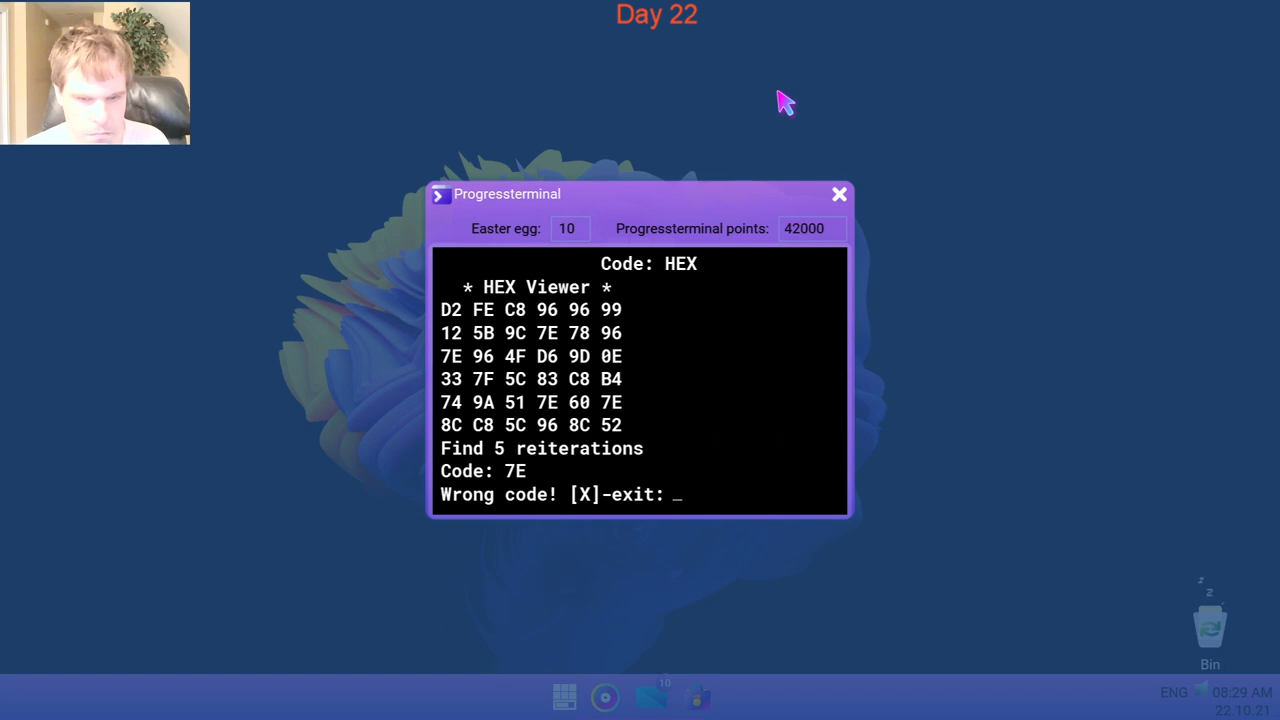 Day 22
Progressterminal
Easter egg: 10 Progressterminal points: 42000
Code: HEX
* HEX Viewer *
D2 FE C8 96 96 99
12 5B 9C 7E 78 96
7E 96 4F D6 9D 0E
33 7F 5C 83 C8 B4
74 9A 51 7E 60 7E
8C C8 5C 96 8C 52
Find 5 reiterations
Code: 7E
Wrong code! [X]-exit: _
z
z
Bin
10
ENG 08:29 AM
22.10.21